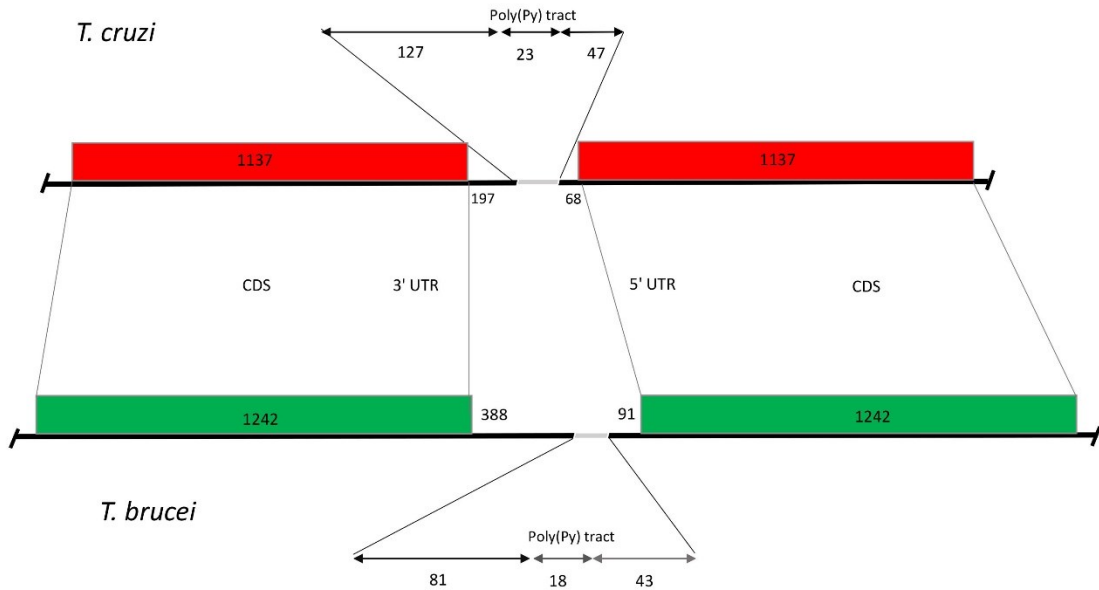 Poly(Py) tract
T. cruzi
127 23 47
1137 1137
197 68
CDS 3' UTR 5' UTR CDS
1242 388 91 1242
T. brucei
Poly(Py) tract
81 18 43